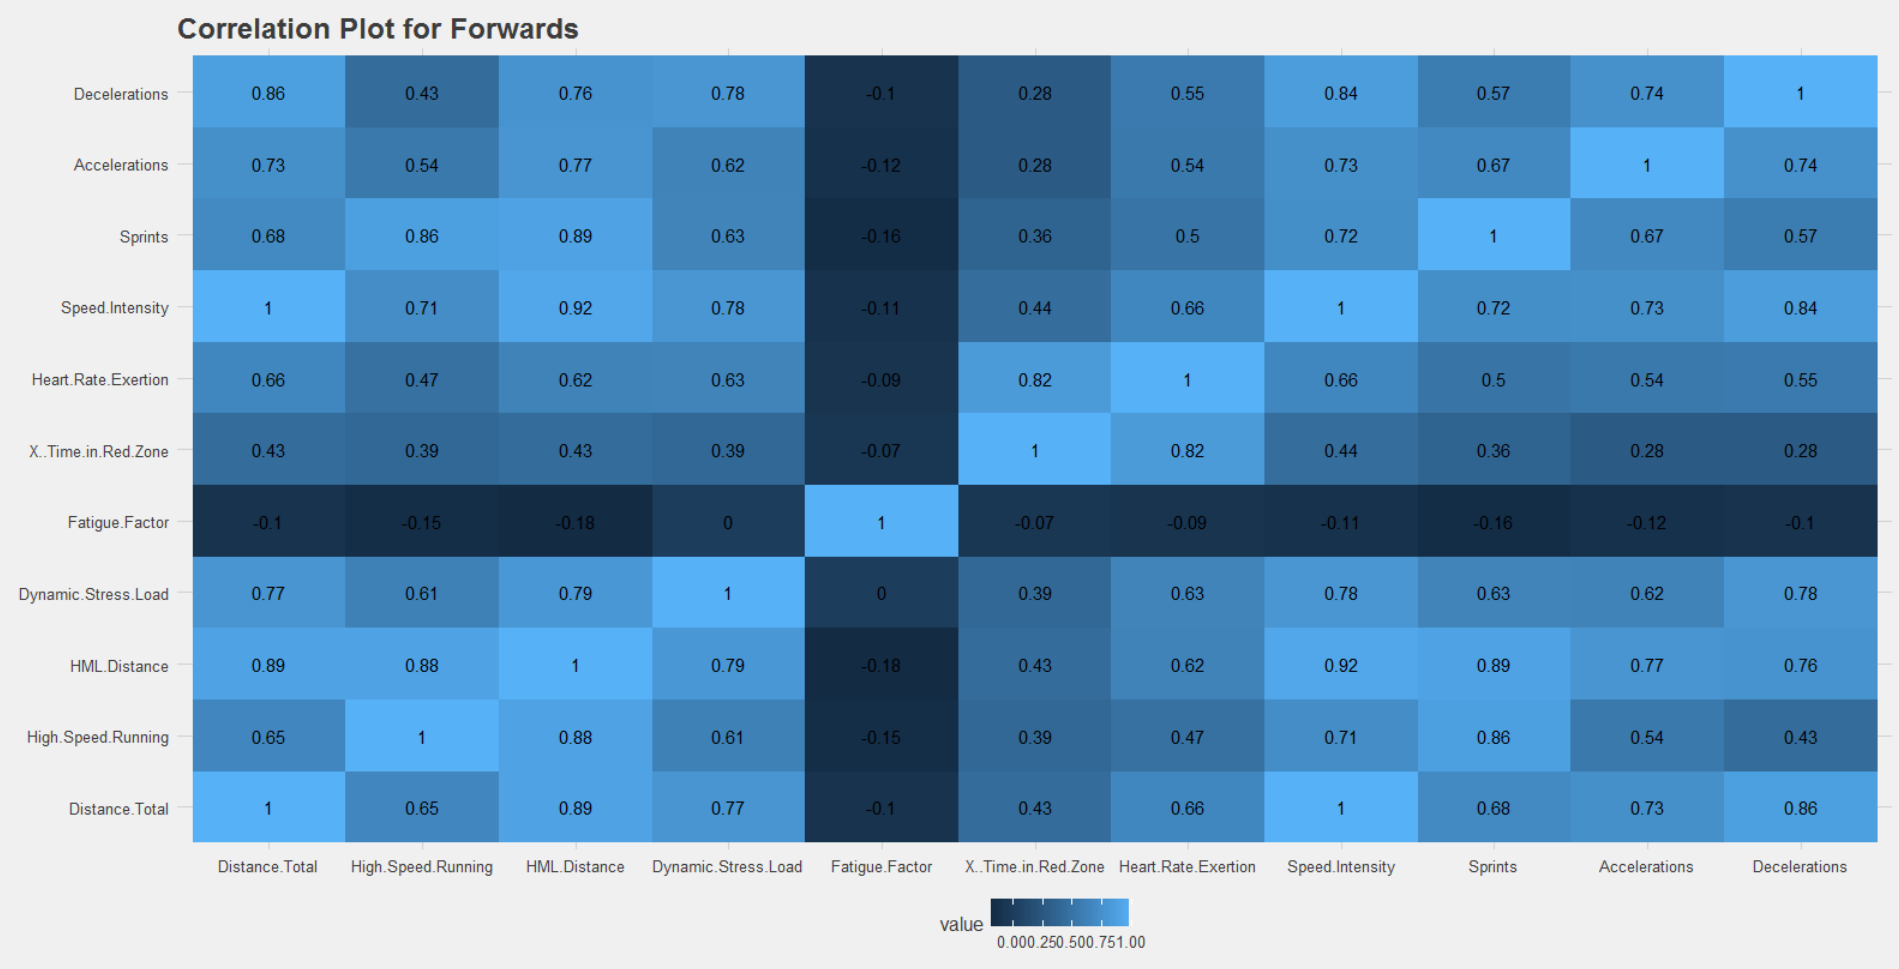 Correlation Plot for Forwards
Decelerations 0.86 0.43 0.76 0.78 -0.1 0.28 0.55 0.84 0.57 0.74 1
Accelerations 0.73 0.54 0.77 0.62 -0.12 0.28 0.54 0.73 0.67 1 0.74
Sprints 0.68 0.86 0.89 0.63 -0.16 0.36 0.5 0.72 1 0.67 0.57
Speed.Intensity 1 0.71 0.92 0.78 -0.11 0.44 0.66 1 0.72 0.73 0.84
Heart.Rate.Exertion 0.66 0.47 0.62 0.63 -0.09 0.82 1 0.66 0.5 0.54 0.55
X..Time.in.Red.Zone 0.43 0.39 0.43 0.39 -0.07 1 0.82 0.44 0.36 0.28 0.28
Fatigue.Factor -0.1 -0.15 -0.18 0 1 -0.07 -0.09 -0.11 -0.16 -0.12 -0.1
Dynamic.Stress.Load 0.77 0.61 0.79 1 0 0.39 0.63 0.78 0.63 0.62 0.78
HML.Distance 0.89 0.88 1 0.79 -0.18 0.43 0.62 0.92 0.89 0.77 0.76
High.Speed.Running 0.65 1 0.88 0.61 -0.15 0.39 0.47 0.71 0.86 0.54 0.43
Distance.Total 1 0.65 0.89 0.77 -0.1 0.43 0.66 1 0.68 0.73 0.86
Distance.Total High.Speed.Running HML.Distance Dynamic.Stress.Load Fatigue.Factor X..Time.in.Red.Zone Heart.Rate.Exertion Speed.Intensity Sprints Accelerations Decelerations
value
0.000.250.500.751.00